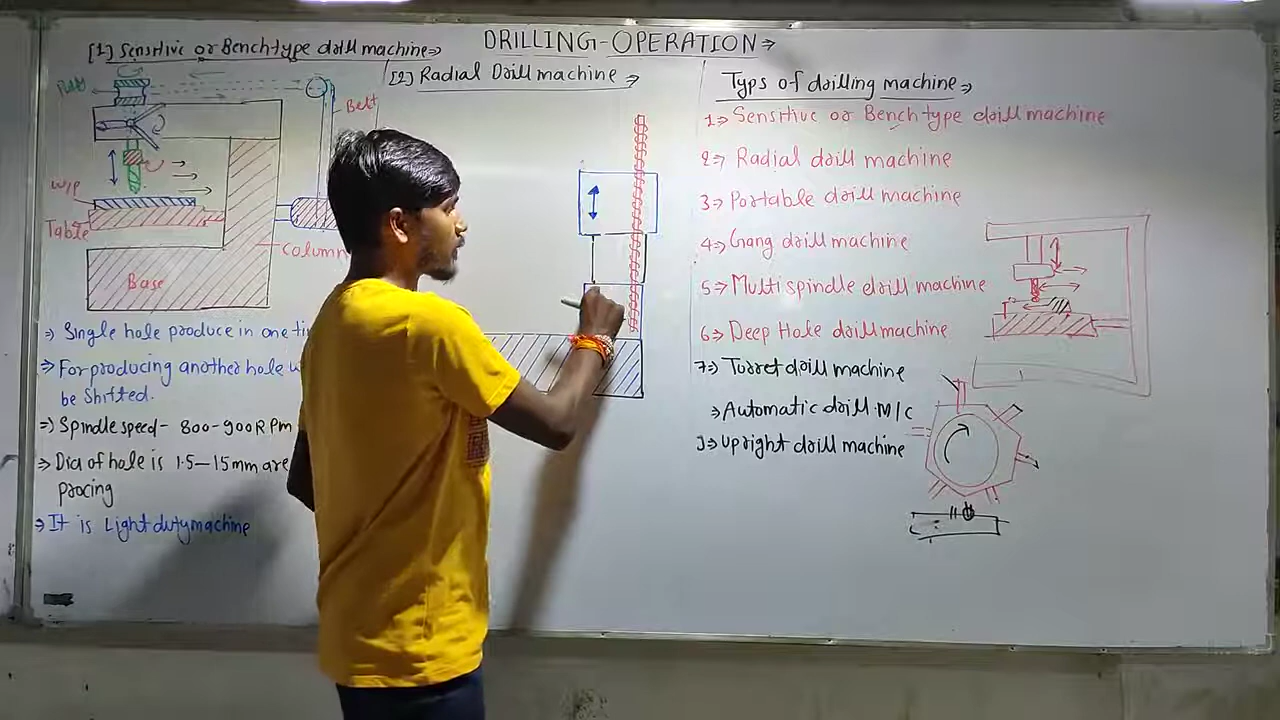 DRILLING-OPERATION⇒
[1] Sensitive or Bench type drill machine⇒
Belt
W/P
Table
Column
Base
⇒ Single hole produce in one
⇒ For producing another hole
be Shifted.
⇒ Spindle speed - 800-900 RPm
⇒ Dia of hole is 1.5-15mm are
procing
⇒ It is Light duty machine
[2] Radial Drill machine ⇒
Typs of drilling machine⇒
1⇒ Sensitive or Bench type drill machine
2⇒ Radial drill machine
3⇒ Portable drill machine
4⇒ Gang drill machine
5⇒ Multi spindle drill machine
6⇒ Deep Hole drill machine
7⇒ Turret drill machine
⇒ Automatic drill M/C
9⇒ Upright drill machine